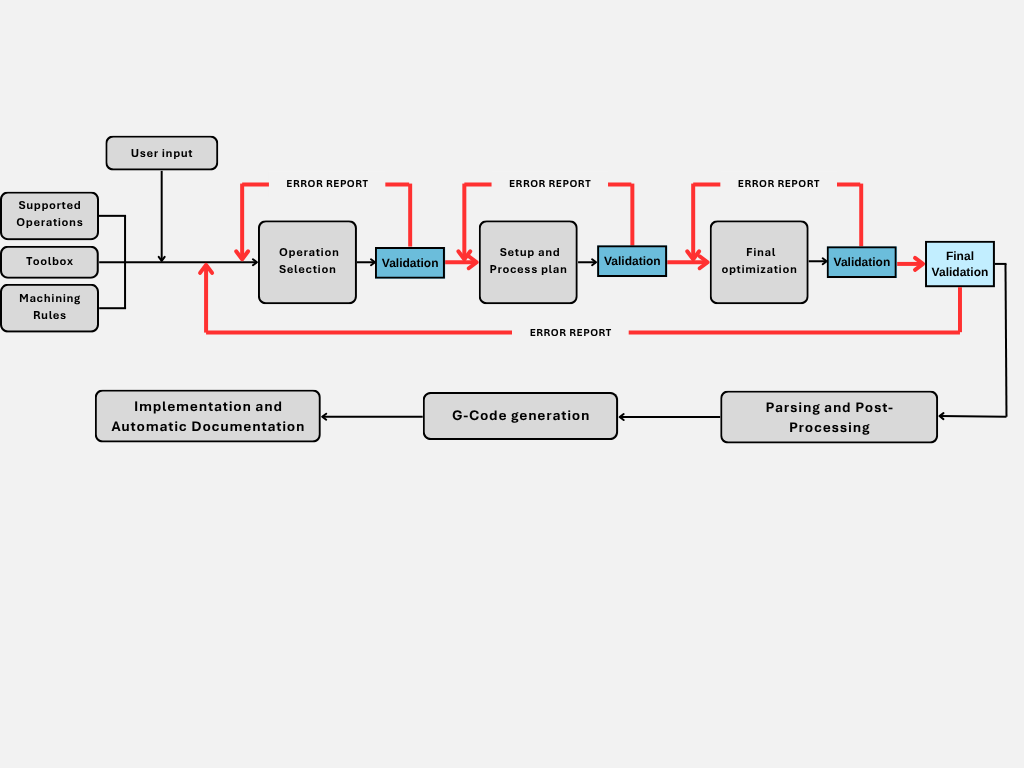 User input
Supported
Operations
Toolbox
Machining
Rules
ERROR REPORT
ERROR REPORT
ERROR REPORT
Operation
Selection
Validation
Setup and
Process plan
Validation
Final
optimization
Validation
Final
Validation
ERROR REPORT
Implementation and
Automatic Documentation
G-Code generation
Parsing and Post-
Processing